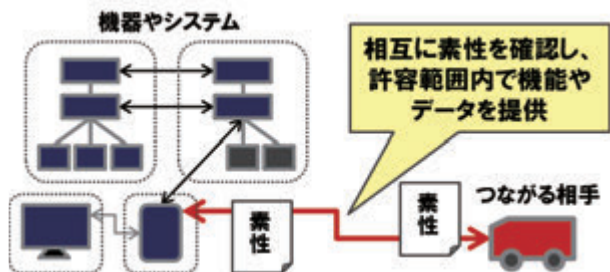 機器やシステム
相互に素性を確認し、
許容範囲内で機能や
データを提供
素性
素性
つながる相手